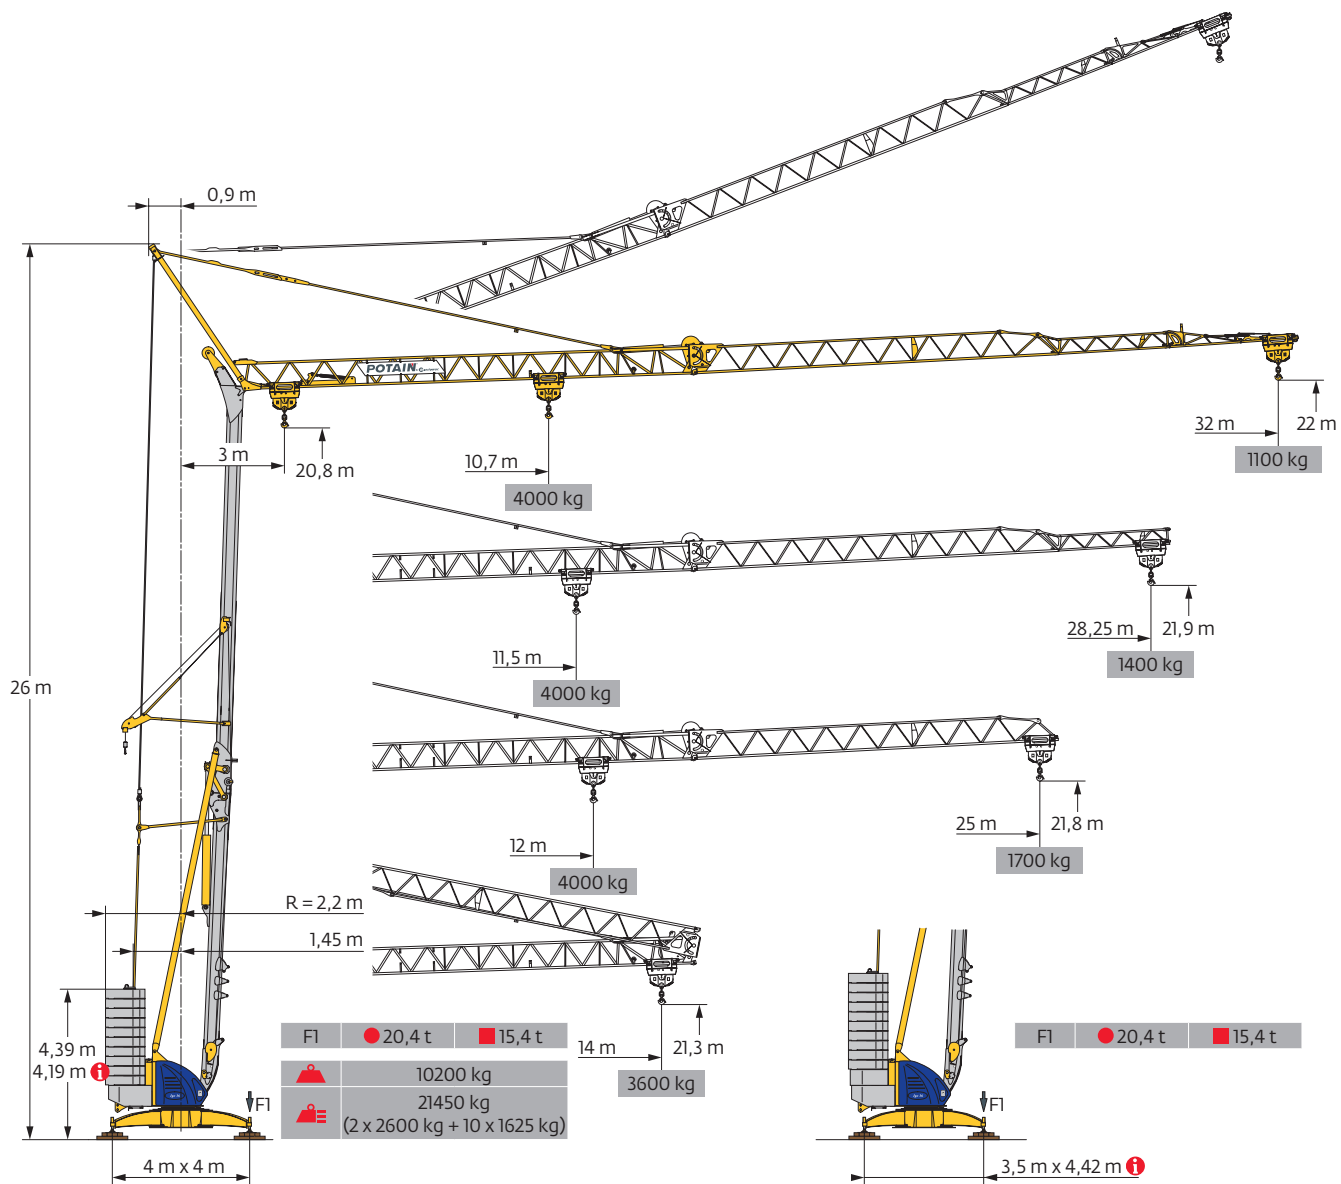 0,9 m
POTAIN
3 m
20,8 m
10,7 m
4000 kg
32 m
22 m
1100 kg
26 m
11,5 m
4000 kg
28,25 m
21,9 m
1400 kg
12 m
4000 kg
25 m
21,8 m
1700 kg
R = 2,2 m
1,45 m
14 m
21,3 m
3600 kg
4,39 m
4,19 m i
F1 20,4 t 15,4 t
10200 kg
21450 kg
(2 x 2600 kg + 10 x 1625 kg)
F1
4 m x 4 m
F1 20,4 t 15,4 t
F1
3,5 m x 4,42 m i